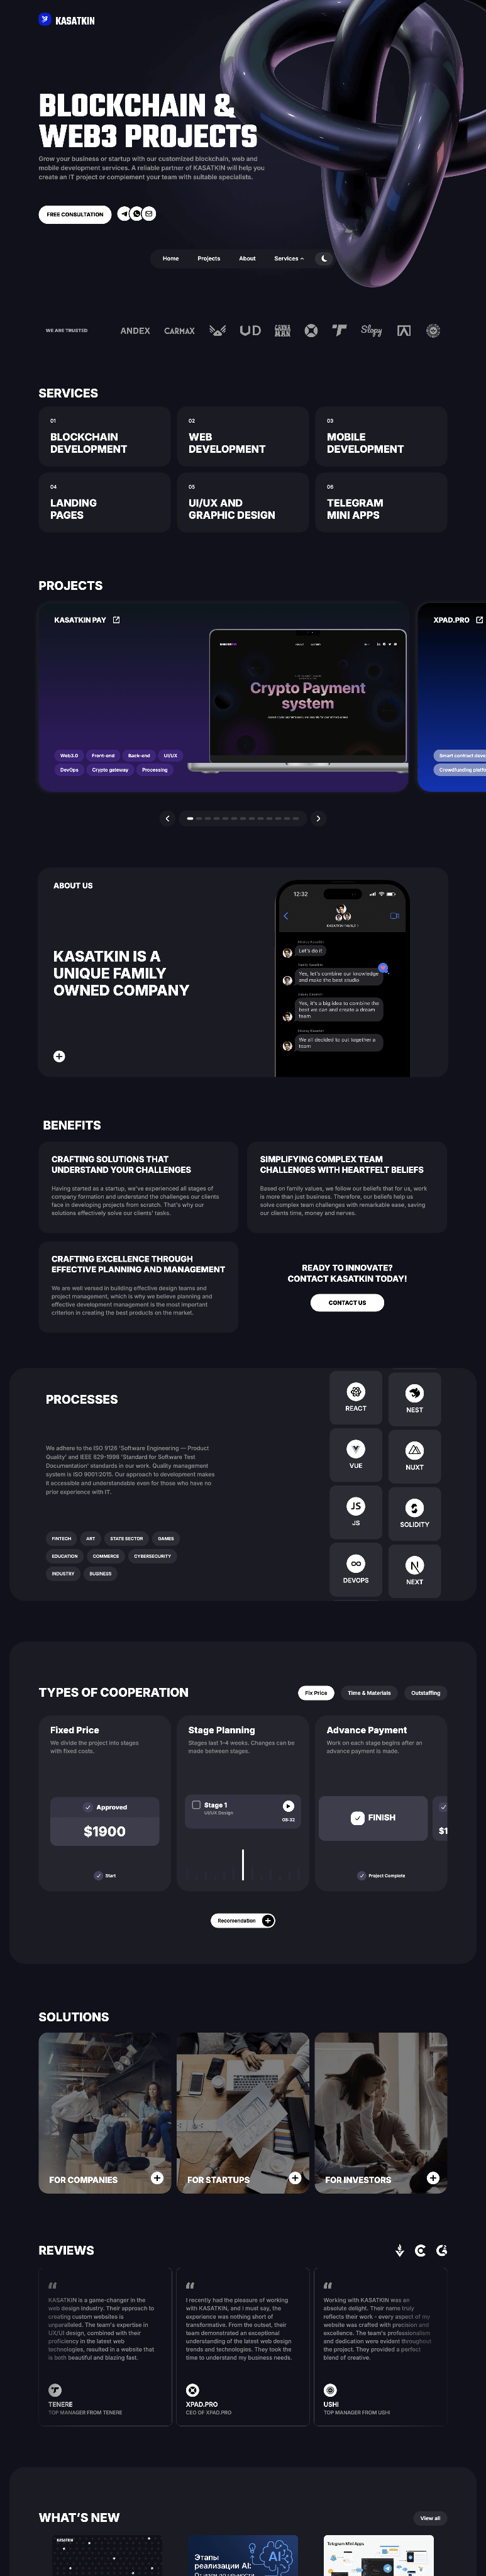 KASATKIN
BLOCKCHAIN &
WEB3 PROJECTS
Grow your business or startup with our customized blockchain, web and
mobile development services. A reliable partner of KASATKIN will help you
create an IT project or complement your team with suitable specialists.
FREE CONSULTATION
Home
Projects
About
Services
WE ARE TRUSTED
ANDEX
CARMAX
UD
Slopy
SERVICES
01
BLOCKCHAIN
DEVELOPMENT
02
WEB
DEVELOPMENT
03
MOBILE
DEVELOPMENT
04
LANDING
PAGES
05
UI/UX AND
GRAPHIC DESIGN
06
TELEGRAM
MINI APPS
PROJECTS
KASATKIN PAY
Crypto Payment
system
Web3.0
Front-end
Back-end
UI/UX
DevOps
Crypto gateway
Processing
XPAD.PRO
Smart contract
Crowdfunding
ABOUT US
KASATKIN IS A
UNIQUE FAMILY
OWNED COMPANY
12:32
Let's do it
Yes, let's combine our knowledge
and make the best studio
Yes, it's a big idea to combine the
best we can and create a dream
team
We all decided to put together a
team
BENEFITS
CRAFTING SOLUTIONS THAT
UNDERSTAND YOUR CHALLENGES
Having started as a startup, we've experienced all stages of
company formation and understand the challenges our clients
face in developing projects from scratch. That's why our
solutions effectively solve our clients' tasks.
SIMPLIFYING COMPLEX TEAM
CHALLENGES WITH HEARTFELT BELIEFS
Based on family values, we follow our beliefs that for us, work
is more than just business. Therefore, our beliefs help us
solve complex team challenges with remarkable ease, saving
our clients time, money and nerves.
CRAFTING EXCELLENCE THROUGH
EFFECTIVE PLANNING AND MANAGEMENT
We are well versed in building effective design teams and
project management, which is why we believe planning and
effective development management is the most important
criterion in creating the best products on the market.
READY TO INNOVATE?
CONTACT KASATKIN TODAY!
CONTACT US
PROCESSES
We adhere to the ISO 9126 'Software Engineering — Product
Quality' and IEEE 829-1998 'Standard for Software Test
Documentation' standards in our work. Quality management
system is ISO 9001:2015. Our approach to development makes
it accessible and understandable even for those who have no
prior experience with IT.
FINTECH
ART
STATE SECTOR
GAMES
EDUCATION
COMMERCE
CYBERSECURITY
INDUSTRY
BUSINESS
REACT
NEST
VUE
NUXT
JS
JS
SOLIDITY
DEVOPS
NEXT
TYPES OF COOPERATION
Fix Price
Time & Materials
Outstaffing
Fixed Price
We divide the project into stages
with fixed costs.
Approved
$1900
Start
Stage Planning
Stages last 1-4 weeks. Changes can be
made between stages.
Stage 1
UI/UX Design
Advance Payment
Work on each stage begins after an
advance payment is made.
FINISH
$1
Project Complete
Recomendation
SOLUTIONS
FOR COMPANIES
FOR STARTUPS
FOR INVESTORS
REVIEWS
KASATKIN is a game-changer in the
web design industry. Their approach to
creating custom websites is
unparalleled. The team's expertise in
UX/UI design, combined with their
proficiency in the latest web
technologies, resulted in a website that
is both beautiful and blazing fast.
TENERE
TOP MANAGER FROM TENERE
I recently had the pleasure of working
with KASATKIN, and I must say, the
experience was nothing short of
transformative. From the outset, their
team demonstrated an exceptional
understanding of the latest web design
trends and technologies. They took the
time to understand my business needs.
XPAD.PRO
CEO OF XPAD.PRO
Working with KASATKIN was an
absolute delight. Their name truly
reflects their work - every aspect of my
website was crafted with precision and
excellence. The team's professionalism
and dedication were evident throughout
the project. They provided a perfect
blend of creative.
USHI
TOP MANAGER FROM USHI
WHAT'S NEW
View all
KASATKIN
Этапы
реализации AI:
AI
Telegram Mini Apps